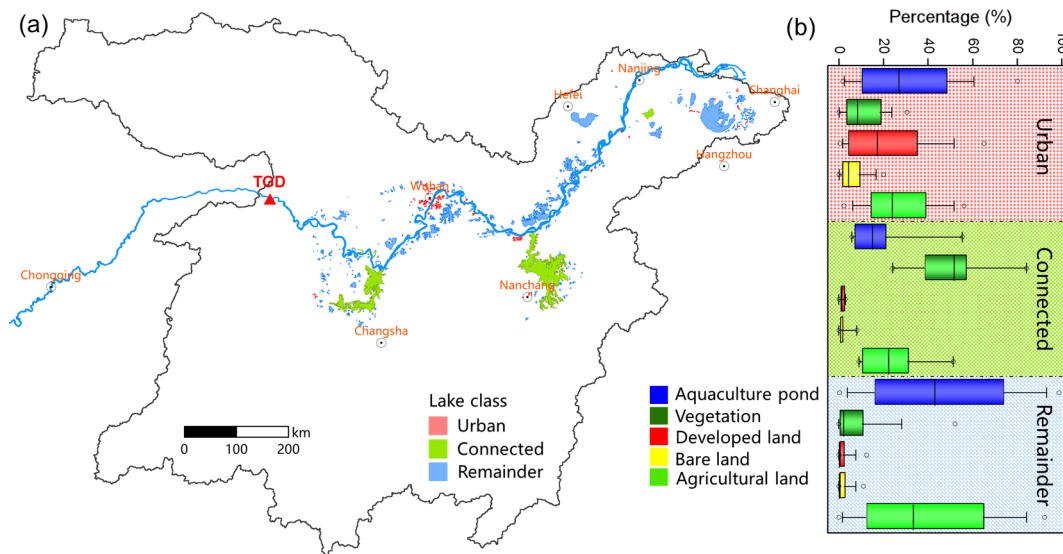 (a)
(b)
Percentage (%)
0 20 40 60 80 100
Nanjing
Hefei
Shanghai
Hangzhou
TGD
Wuhan
Chongqing
Nanchang
Changsha
Lake class
Urban
Connected
Remainder
0 100 200 km
Aquaculture pond
Vegetation
Developed land
Bare land
Agricultural land
Urban
Connected
Remainder